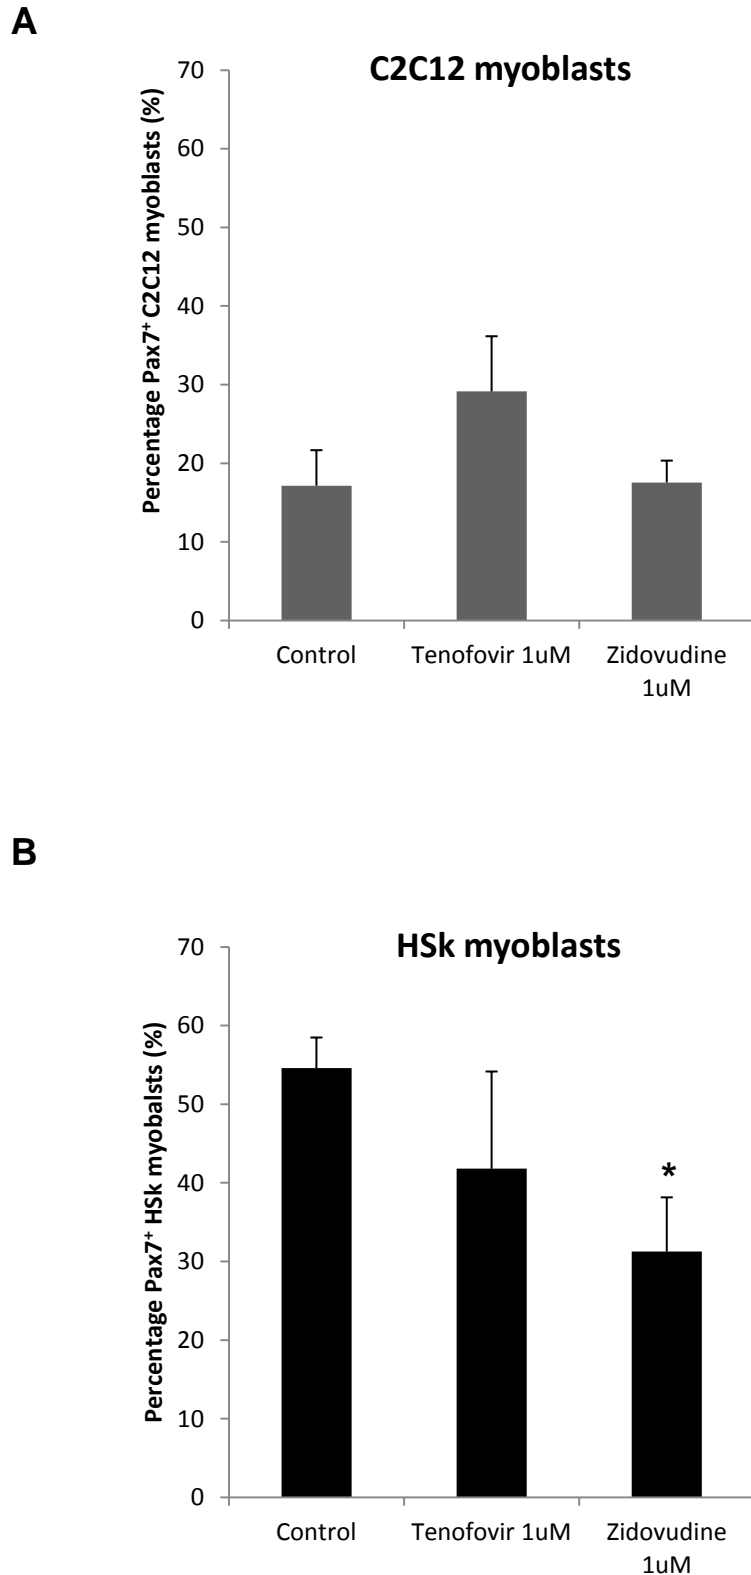 A
C2C12 myoblasts
Percentage Pax7⁺ C2C12 myoblasts (%)
70
60
50
40
30
20
10
0
Control
Tenofovir 1uM
Zidovudine
1uM
B
HSk myoblasts
Percentage Pax7⁺ HSk myobalsts (%)
70
60
50
40
30
20
10
0
*
Control
Tenofovir 1uM
Zidovudine
1uM